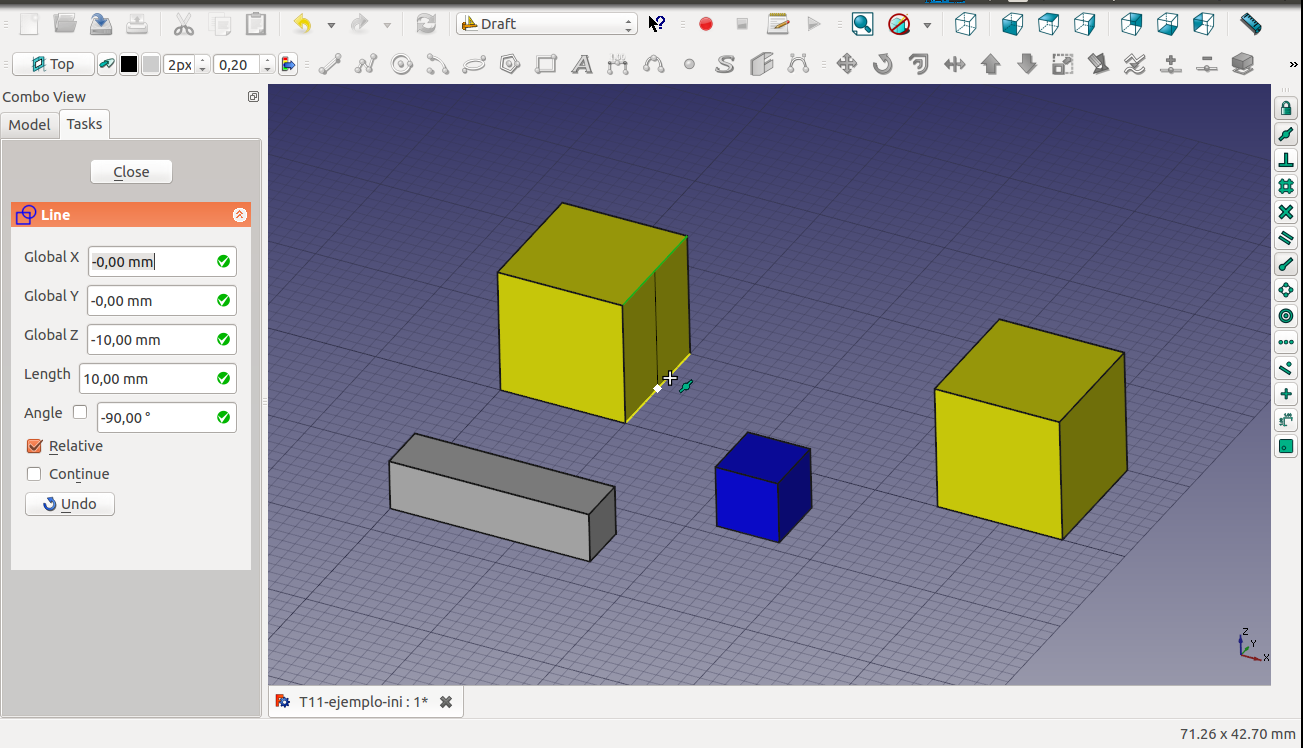 Draft
Top
2px
0,20
»
Combo View
Model
Tasks
Close
Line
Global X
-0,00 mm
Global Y
-0,00 mm
Global Z
-10,00 mm
Length
10,00 mm
Angle
-90,00 °
Relative
Continue
Undo
Z
Y
X
T11-ejemplo-ini : 1*
71.26 x 42.70 mm